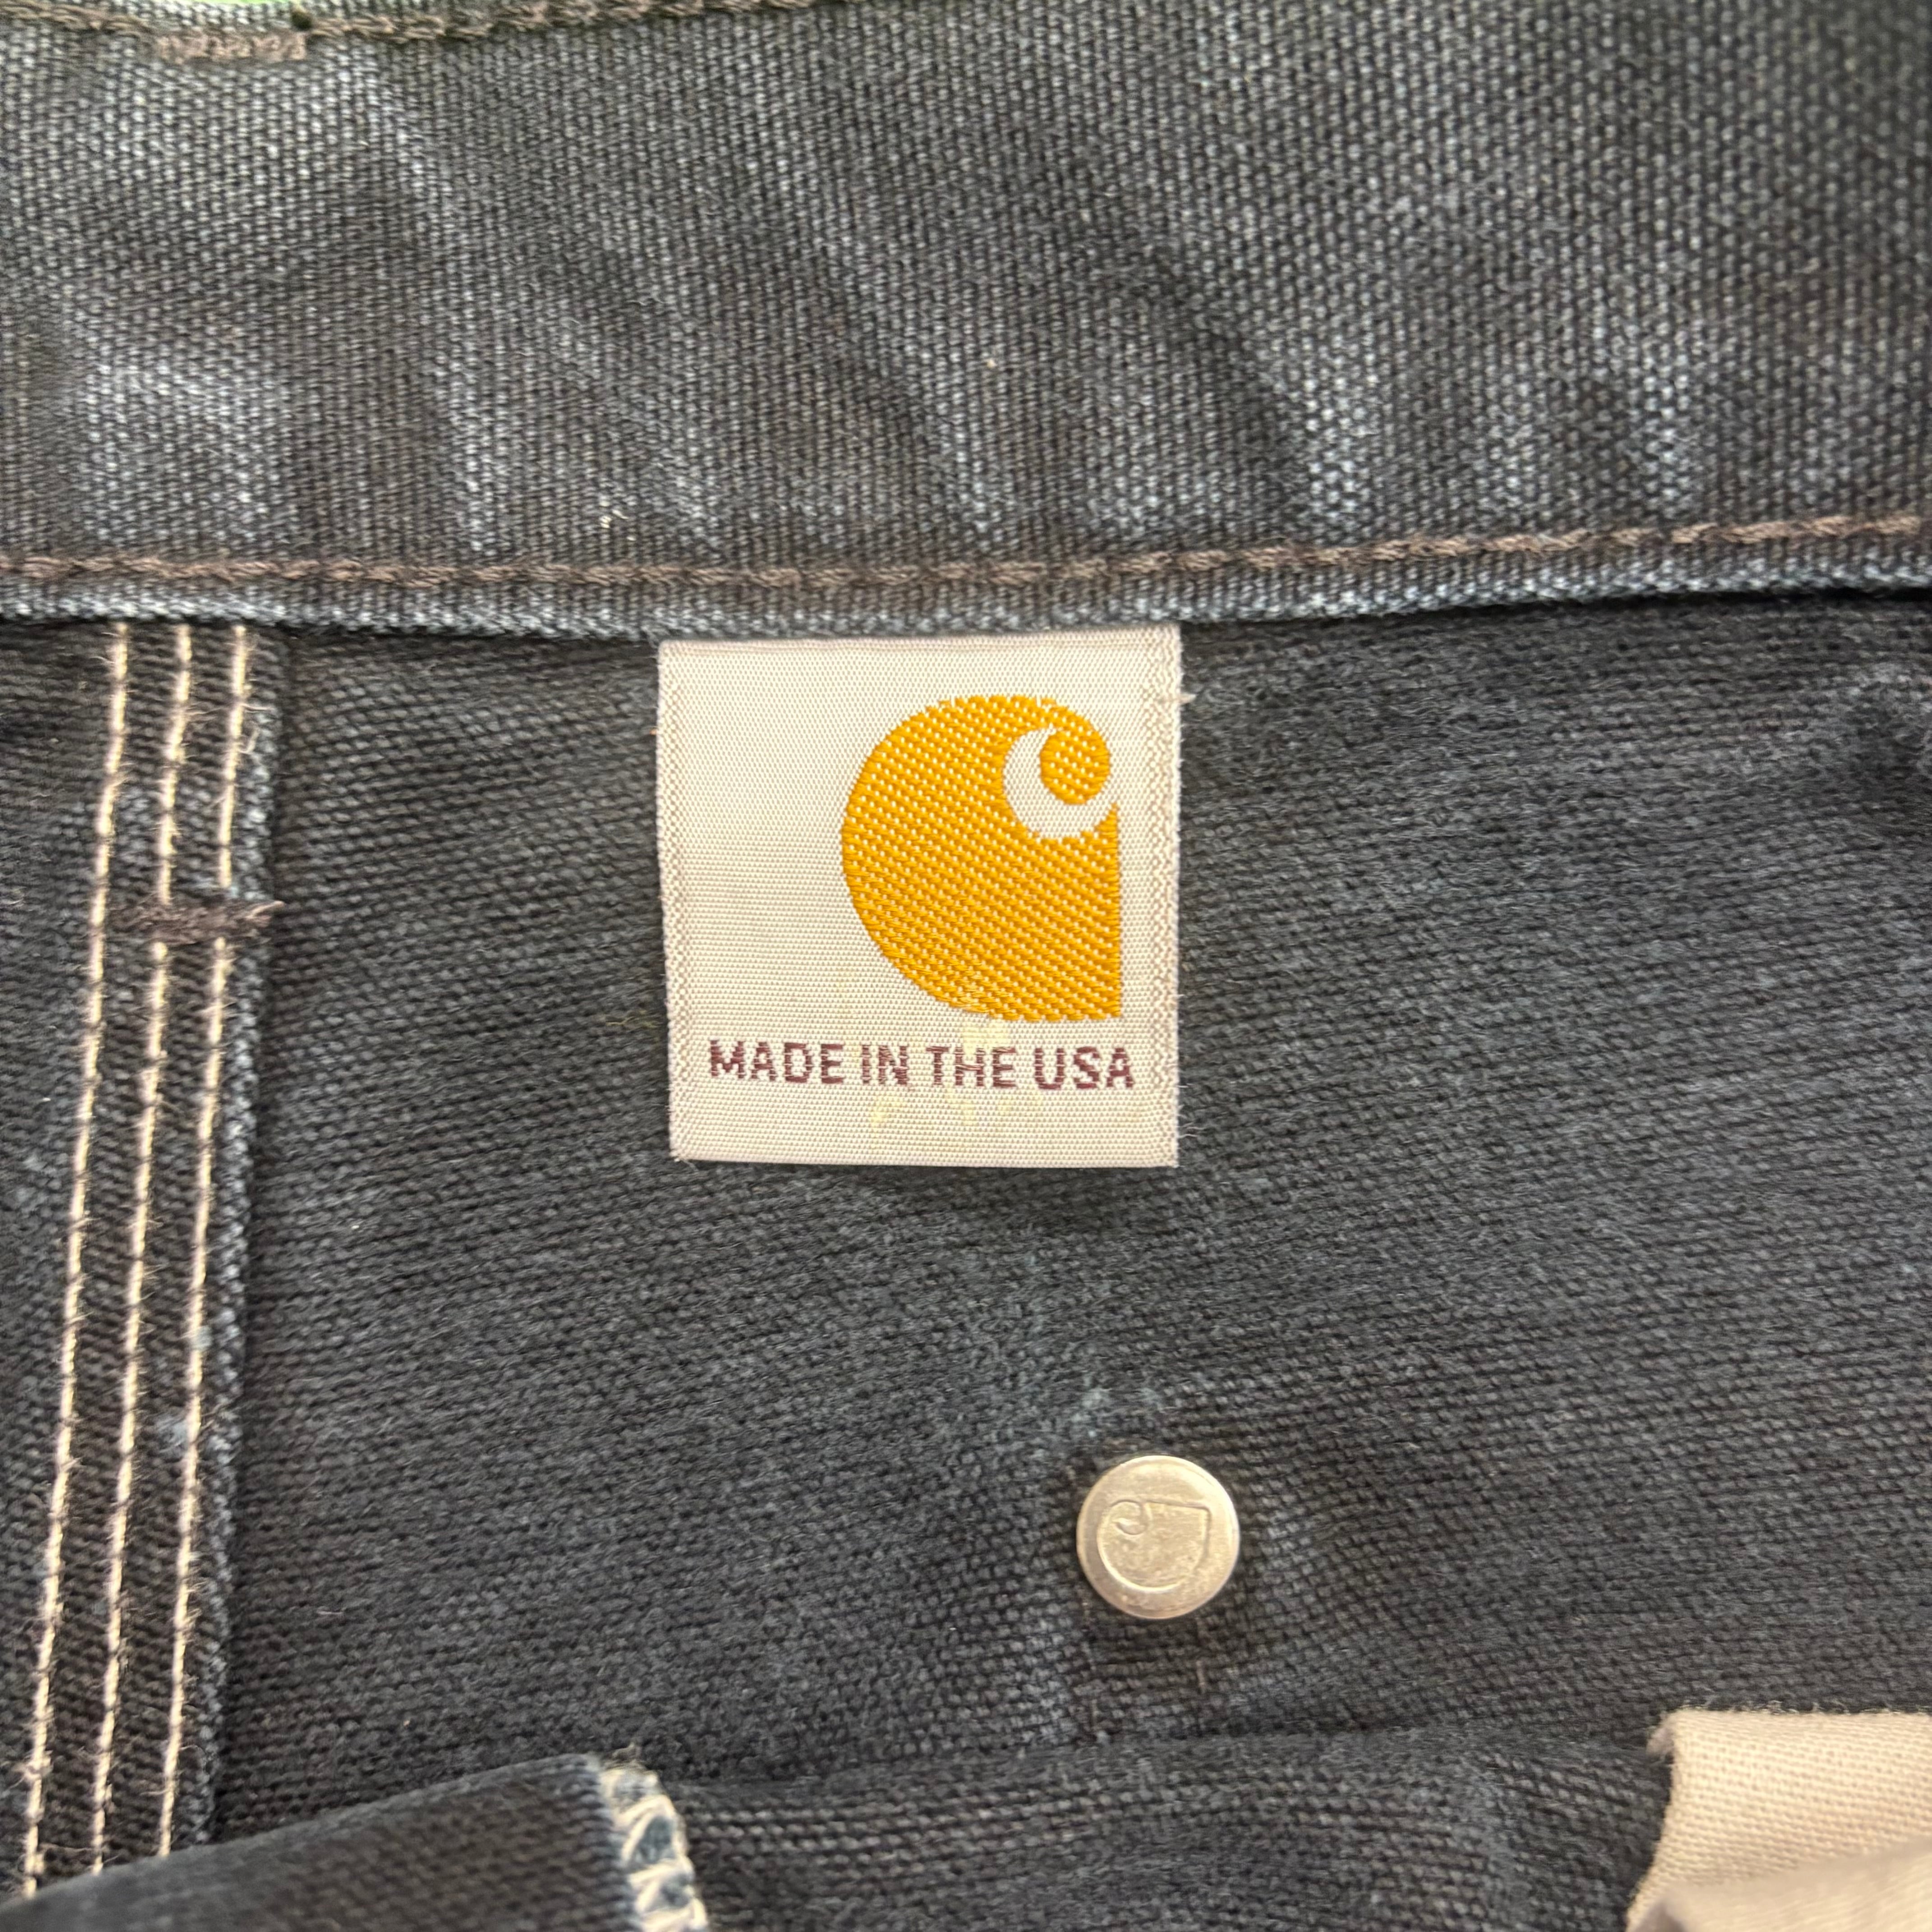 MADE IN THE USA